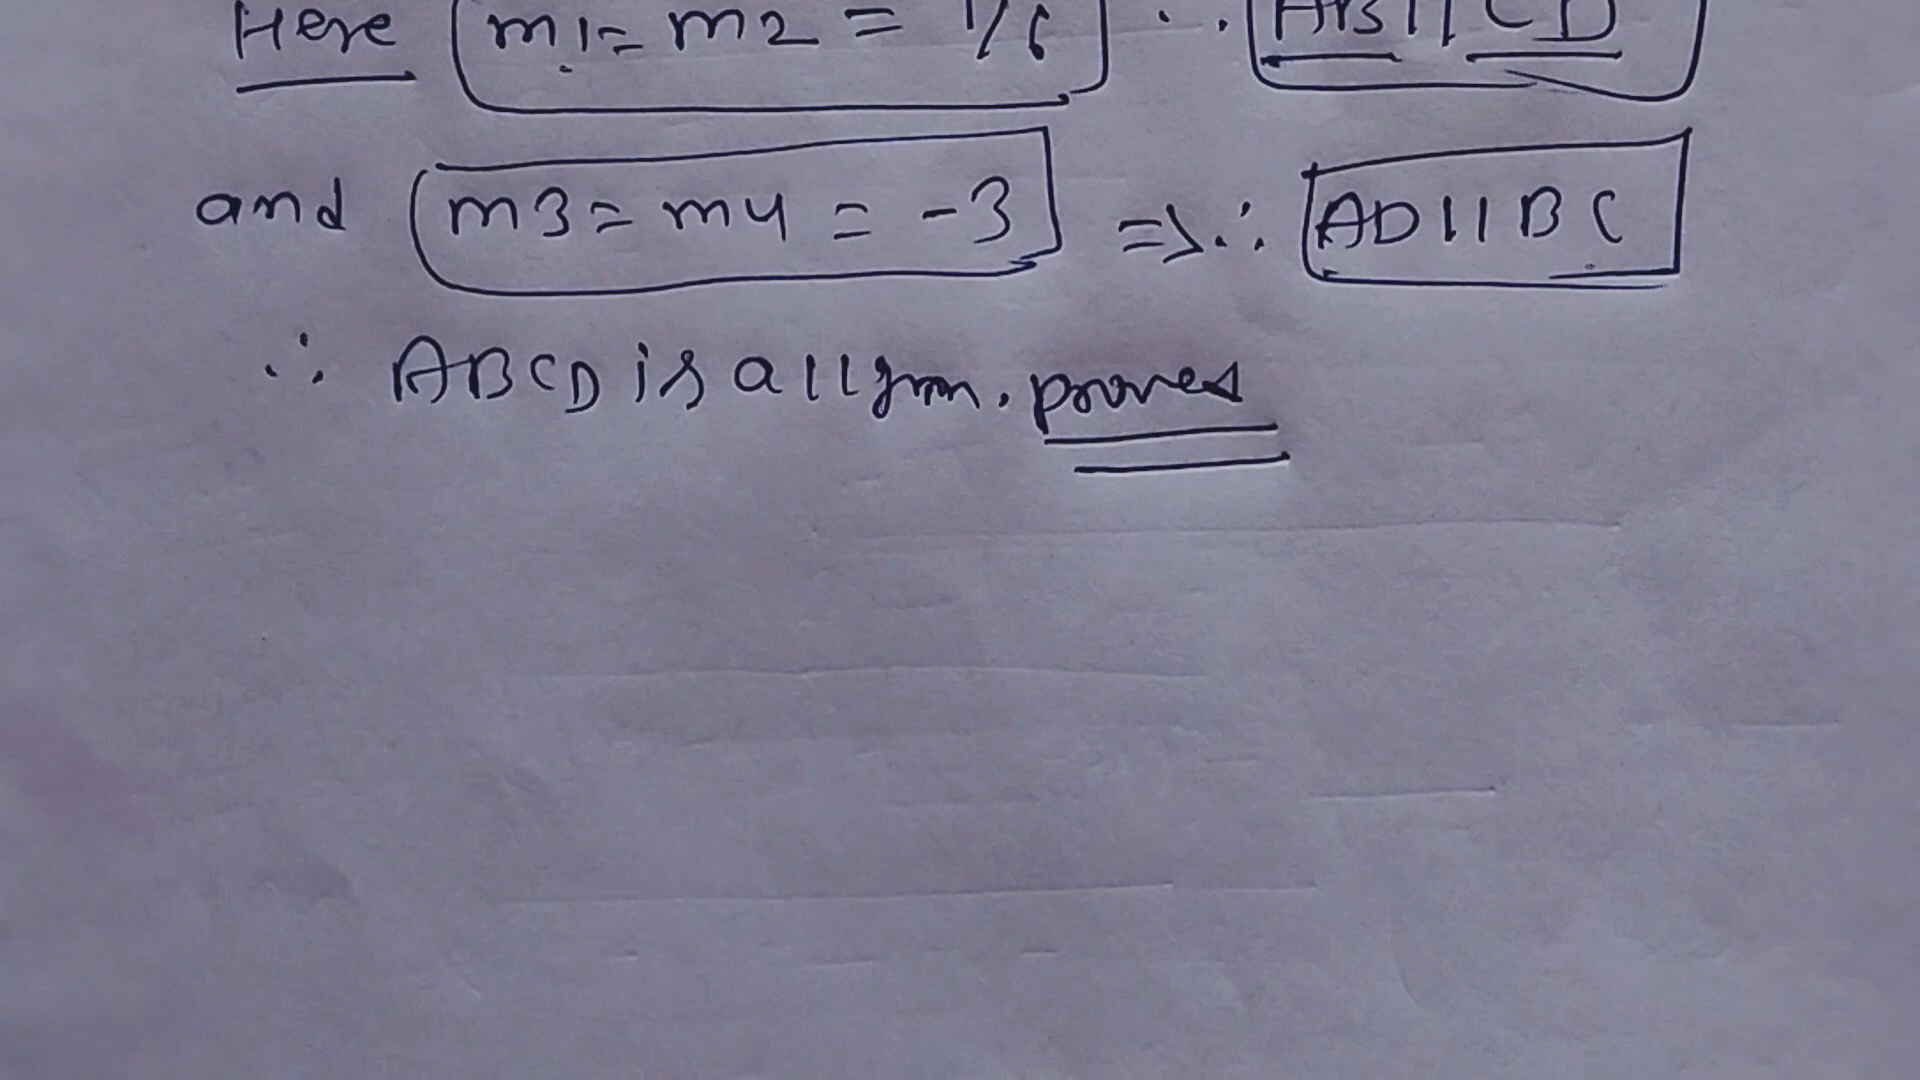 Here m1 = m2 = 1/6 ∴ AB || CD
and m3 = m4 = -3 => ∴ AD || BC
∴ ABCD is a ||gm. proved